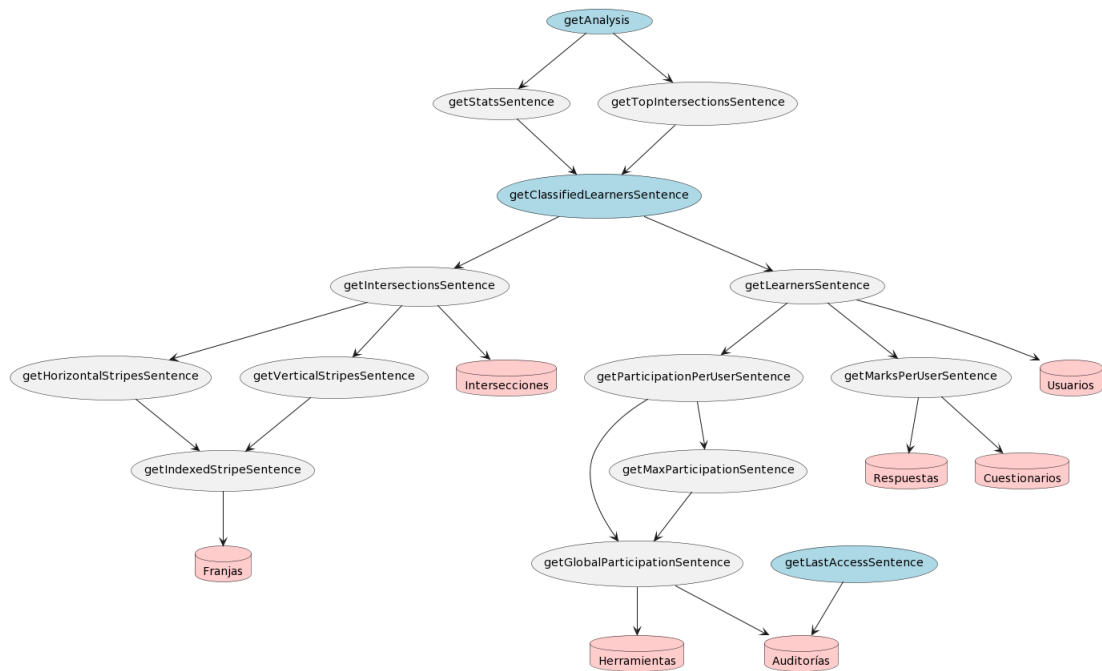 getAnalysis
getStatsSentence
getTopIntersectionsSentence
getClassifiedLearnersSentence
getIntersectionsSentence
getLearnersSentence
getHorizontalStripesSentence
getVerticalStripesSentence
Intersecciones
getParticipationPerUserSentence
getMarksPerUserSentence
Usuarios
getIndexedStripeSentence
getMaxParticipationSentence
Respuestas
Cuestionarios
Franjas
getGlobalParticipationSentence
getLastAccessSentence
Herramientas
Auditorías